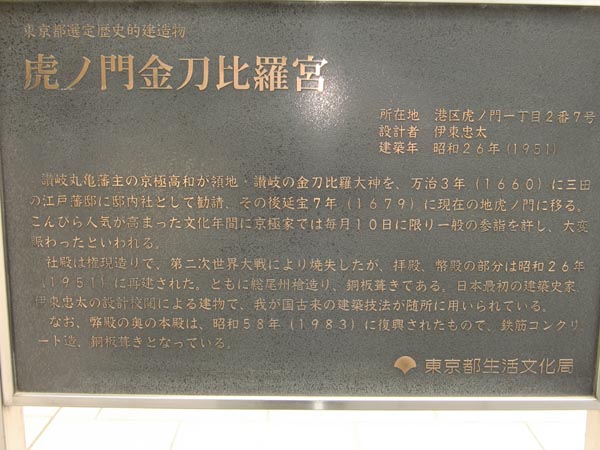 東京都選定歴史的建造物
虎ノ門金刀比羅宮
所在地 港区虎ノ門一丁目2番7号
設計者 伊東忠太
建築年 昭和26年(1951)
讃岐丸亀藩主の京極高和が領地・讃岐の金刀比羅大神を、万治3年(1660)に三田
の江戸藩邸に邸内社として勧請、その後延宝7年(1679)に現在の地虎ノ門に移る。
こんぴら人気が高まった文化年間に京極家では毎月10日に限り一般の参詣を許し、大変
賑わったといわれる。
社殿は権現造りで、第二次世界大戦により焼失したが、拝殿、幣殿の部分は昭和26年
(1951)に再建された。ともに総尾州檜造り、銅板葺きである。日本最初の建築史家、
伊東忠太の設計校閲による建物で、我が国古来の建築技法が随所に用いられている。
なお、弊殿の奥の本殿は、昭和58年(1983)に復興されたもので、鉄筋コンクリ
ート造、銅板葺きとなっている。
東京都生活文化局